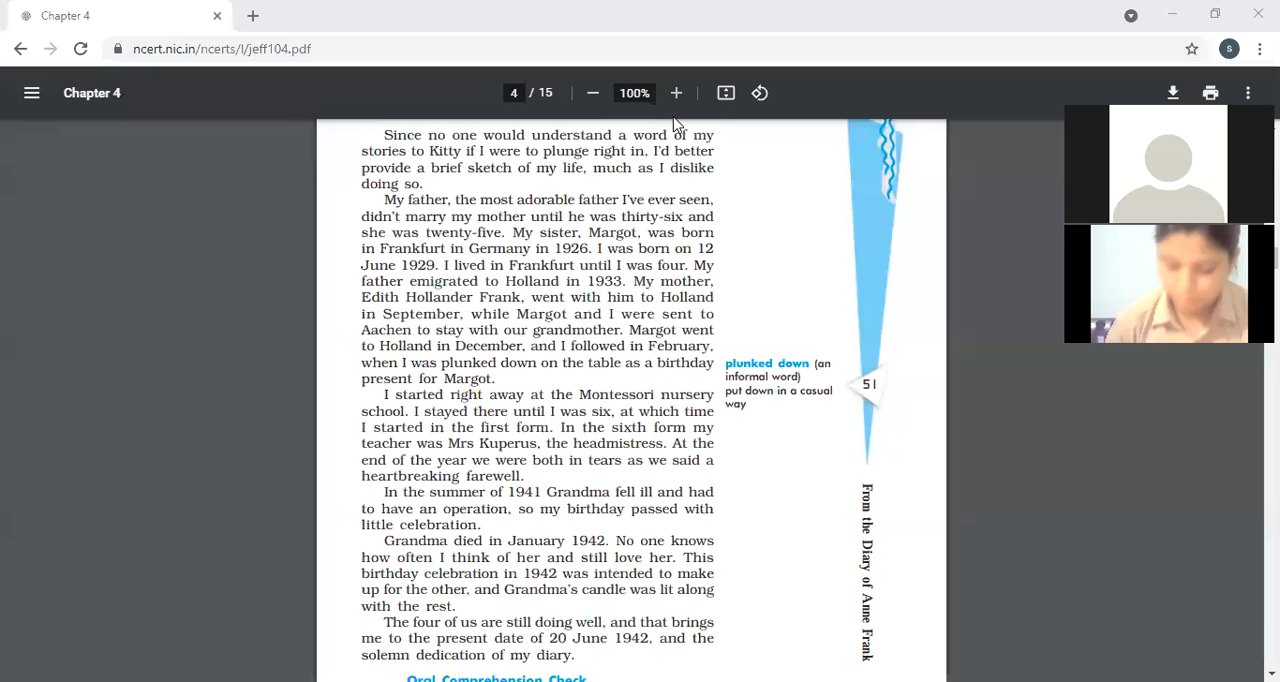 Chapter 4
ncert.nic.in/ncerts/l/jeff104.pdf
S
Chapter 4
4 / 15
100%
Since no one would understand a word of my
stories to Kitty if I were to plunge right in, I'd better
provide a brief sketch of my life, much as I dislike
doing so.
My father, the most adorable father I've ever seen,
didn't marry my mother until he was thirty-six and
she was twenty-five. My sister, Margot, was born
in Frankfurt in Germany in 1926. I was born on 12
June 1929. I lived in Frankfurt until I was four. My
father emigrated to Holland in 1933. My mother,
Edith Hollander Frank, went with him to Holland
in September, while Margot and I were sent to
Aachen to stay with our grandmother. Margot went
to Holland in December, and I followed in February,
when I was plunked down on the table as a birthday
present for Margot.
I started right away at the Montessori nursery
school. I stayed there until I was six, at which time
I started in the first form. In the sixth form my
teacher was Mrs Kuperus, the headmistress. At the
end of the year we were both in tears as we said a
heartbreaking farewell.
In the summer of 1941 Grandma fell ill and had
to have an operation, so my birthday passed with
little celebration.
Grandma died in January 1942. No one knows
how often I think of her and still love her. This
birthday celebration in 1942 was intended to make
up for the other, and Grandma's candle was lit along
with the rest.
The four of us are still doing well, and that brings
me to the present date of 20 June 1942, and the
solemn dedication of my diary.
Oral Comprehension Check
plunked down (an
informal word)
put down in a casual
way
51
From the Diary of Anne Frank